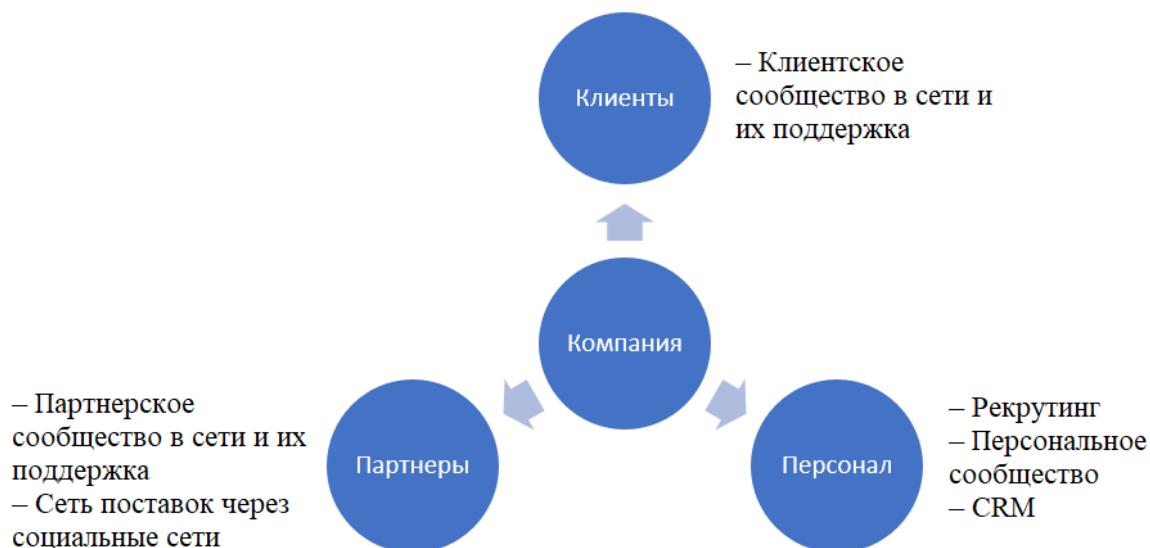 Клиенты
– Клиентское
сообщество в сети и
их поддержка
Компания
– Партнерское
сообщество в сети и их
поддержка
– Сеть поставок через
социальные сети
Партнеры
Персонал
– Рекрутинг
– Персональное
сообщество
– CRM